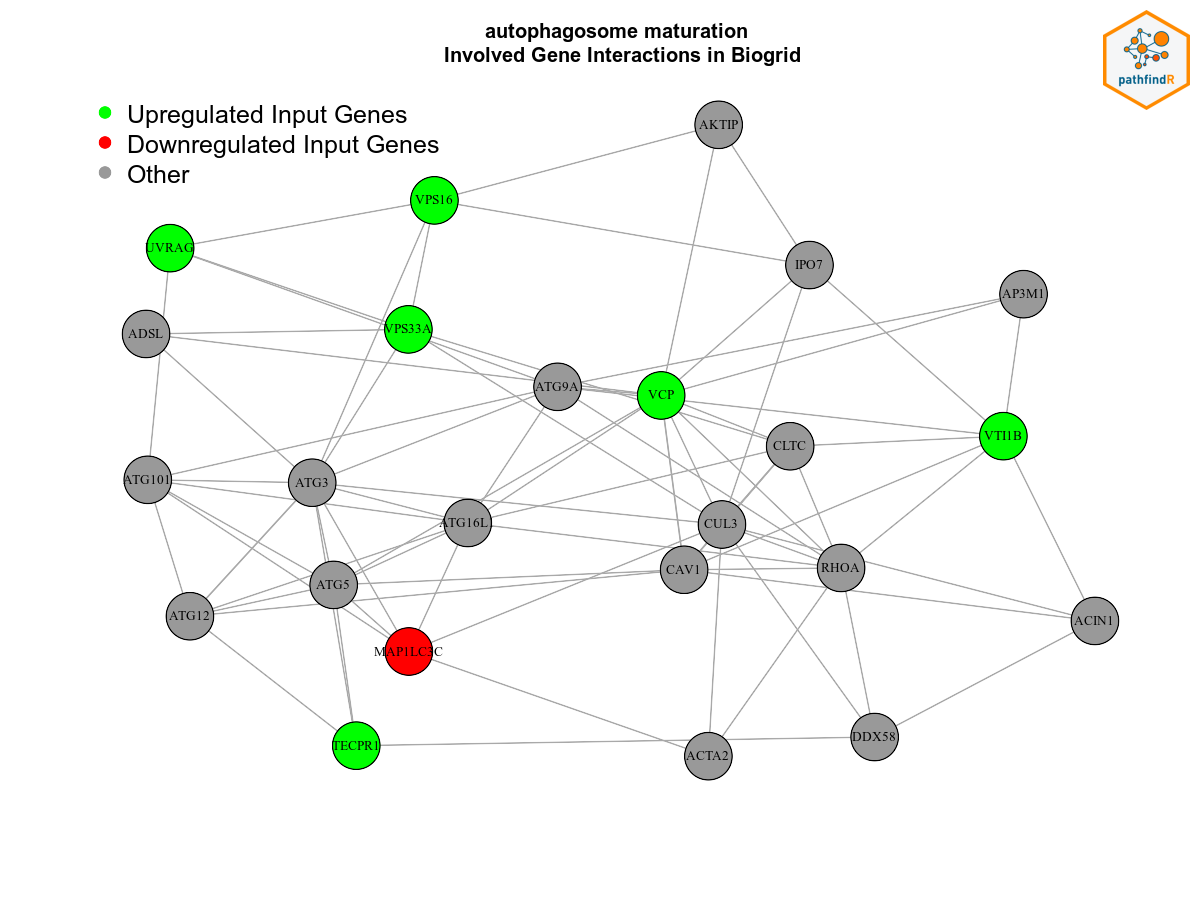 autophagosome maturation
Involved Gene Interactions in Biogrid
pathfindR
Upregulated Input Genes
Downregulated Input Genes
Other
AKTIP
VPS16
UVRAG
IPO7
AP3M1
VPS33A
ADSL
ATG9A
VCP
VTI1B
CLTC
ATG101
ATG3
ATG16L
CUL3
CAV1
RHOA
ATG5
ATG12
ACIN1
MAP1LC3C
TECPR1
DDX58
ACTA2